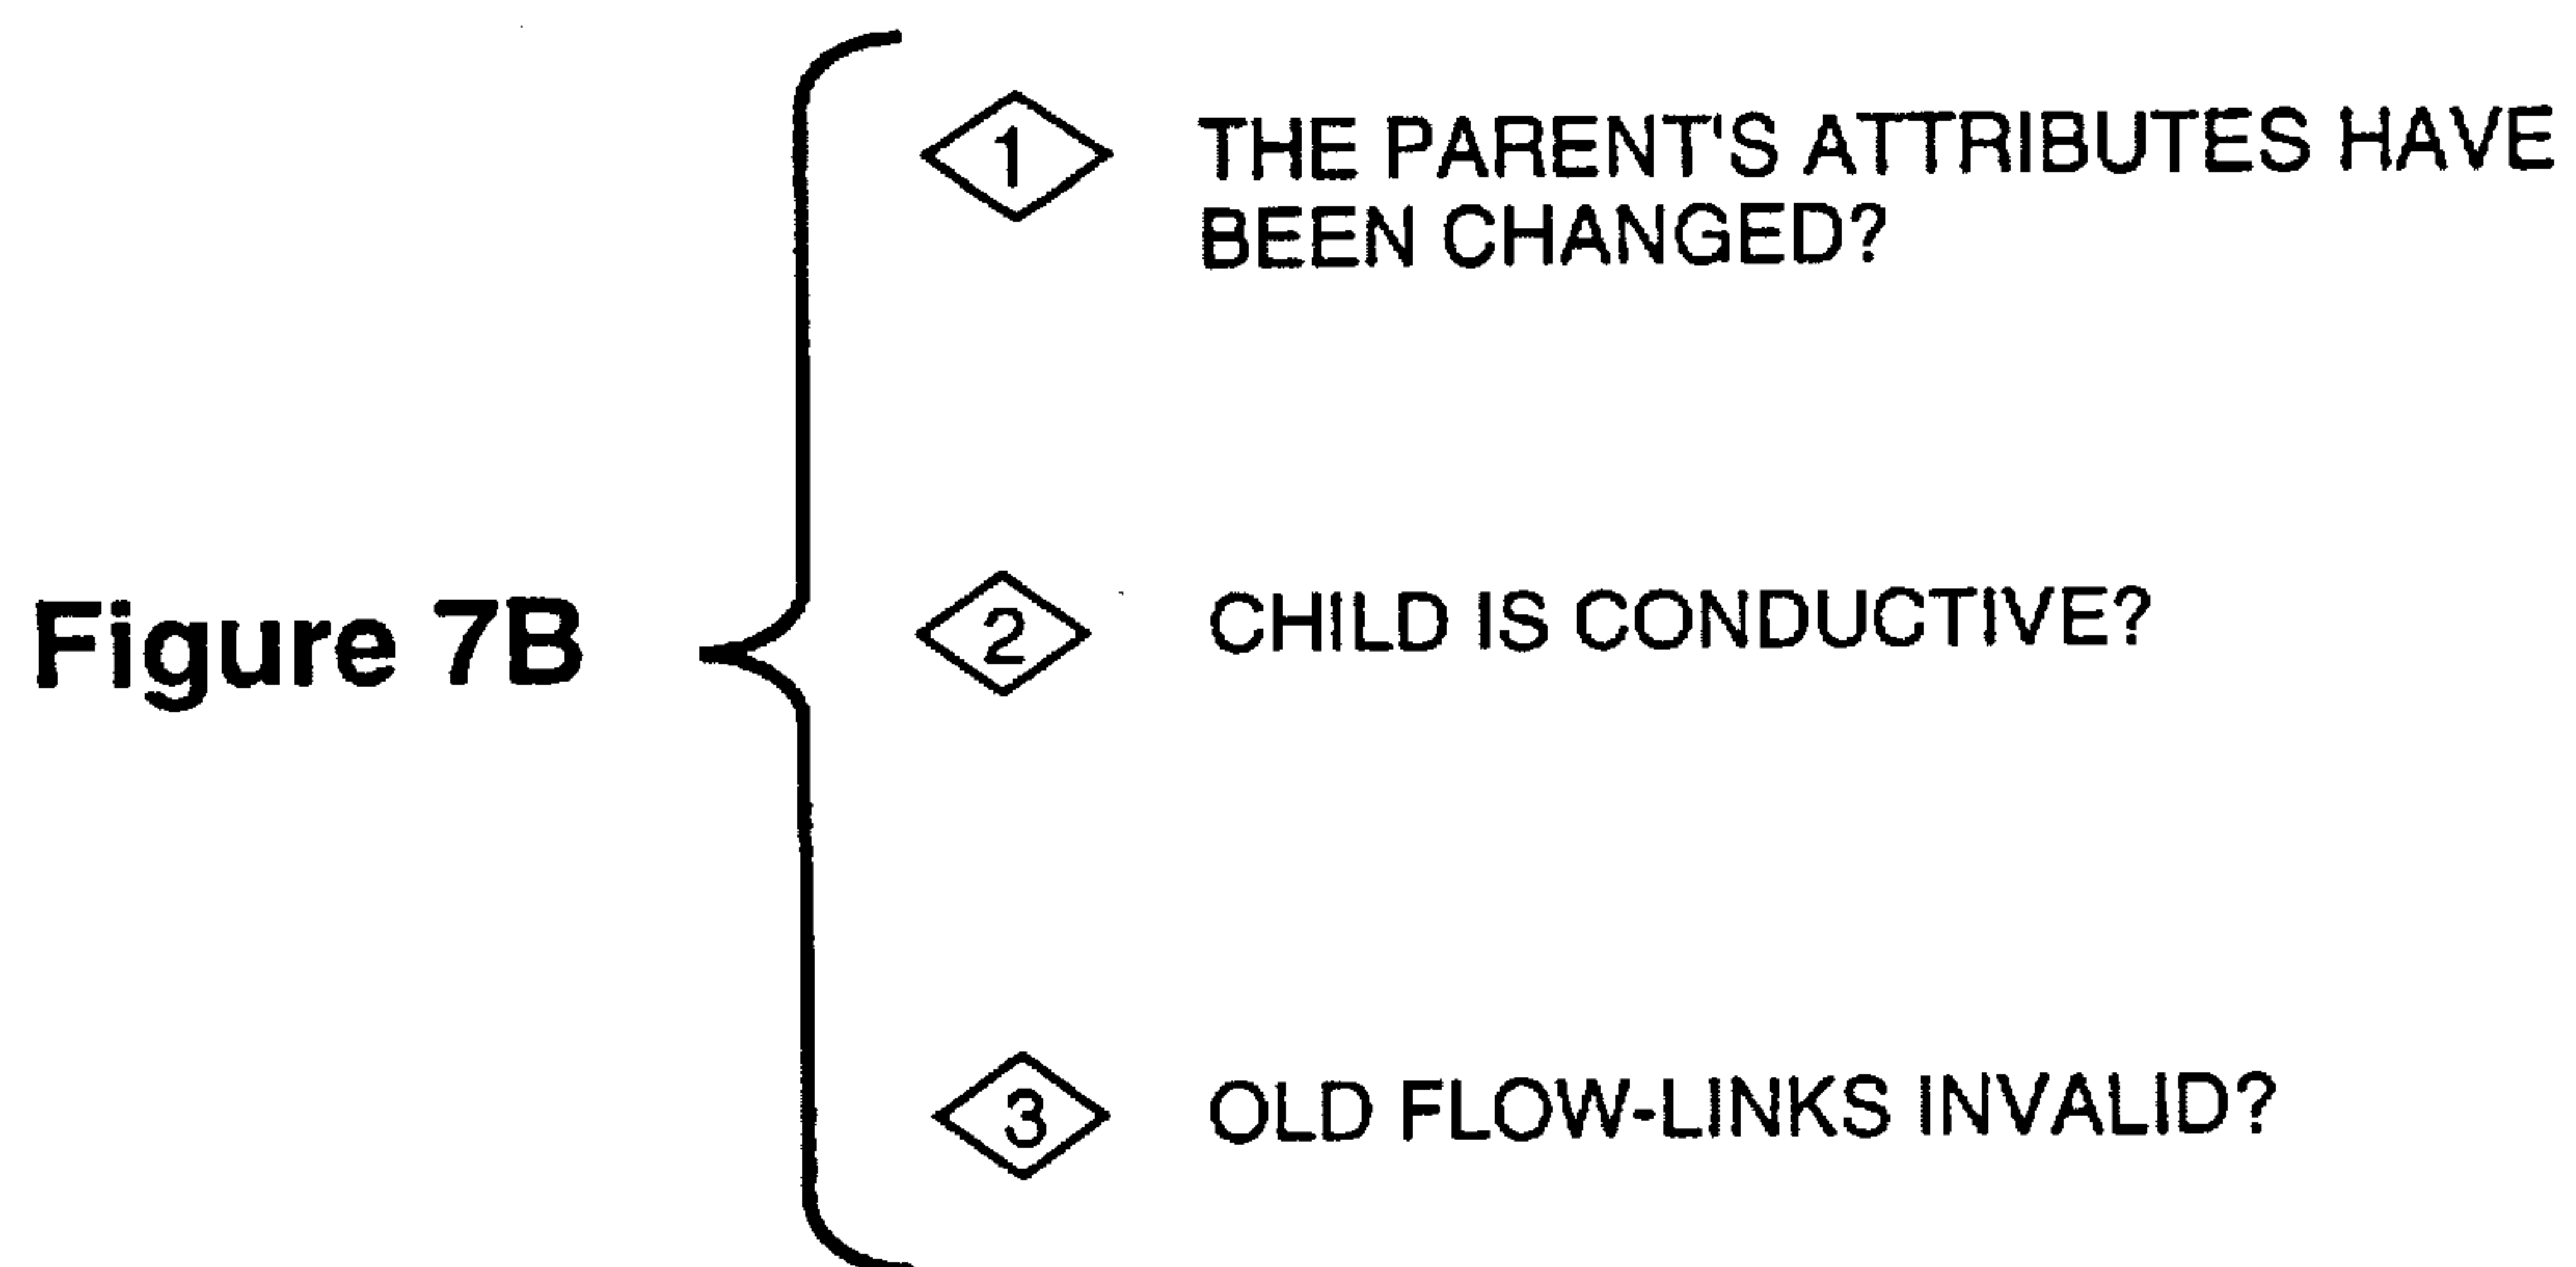 1 THE PARENT'S ATTRIBUTES HAVE
BEEN CHANGED?
Figure 7B
2 CHILD IS CONDUCTIVE?
3 OLD FLOW-LINKS INVALID?